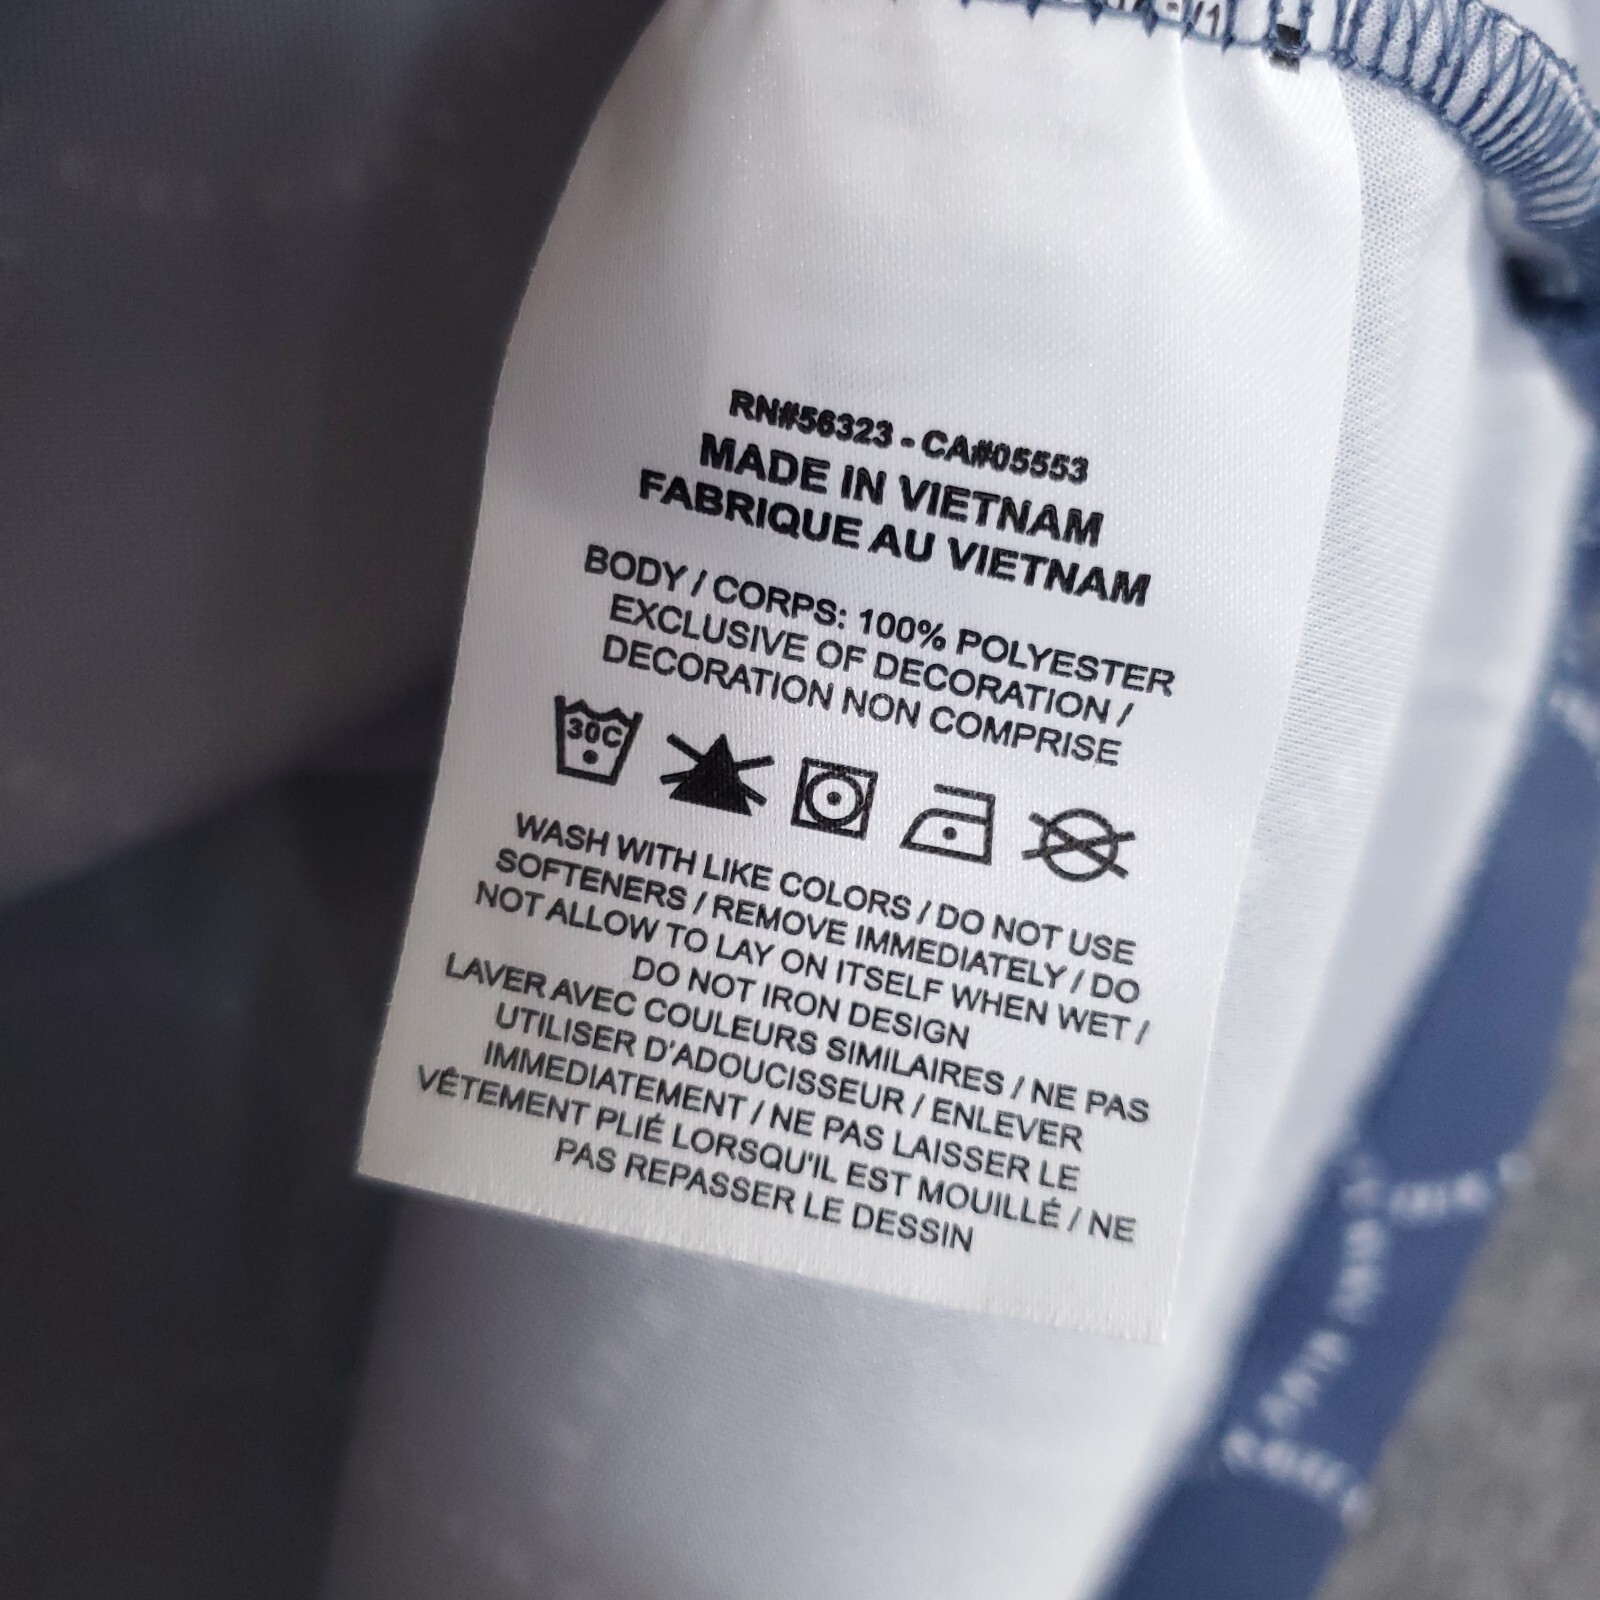 RN#56323 - CA#05553
MADE IN VIETNAM
FABRIQUE AU VIETNAM
BODY / CORPS: 100% POLYESTER
EXCLUSIVE OF DECORATION /
DECORATION NON COMPRISE
30C
WASH WITH LIKE COLORS / DO NOT USE
SOFTENERS / REMOVE IMMEDIATELY / DO
NOT ALLOW TO LAY ON ITSELF WHEN WET /
DO NOT IRON DESIGN
LAVER AVEC COULEURS SIMILAIRES / NE PAS
UTILISER D'ADOUCISSEUR / ENLEVER
IMMEDIATEMENT / NE PAS LAISSER LE
VÊTEMENT PLIÉ LORSQU'IL EST MOUILLÉ / NE
PAS REPASSER LE DESSIN